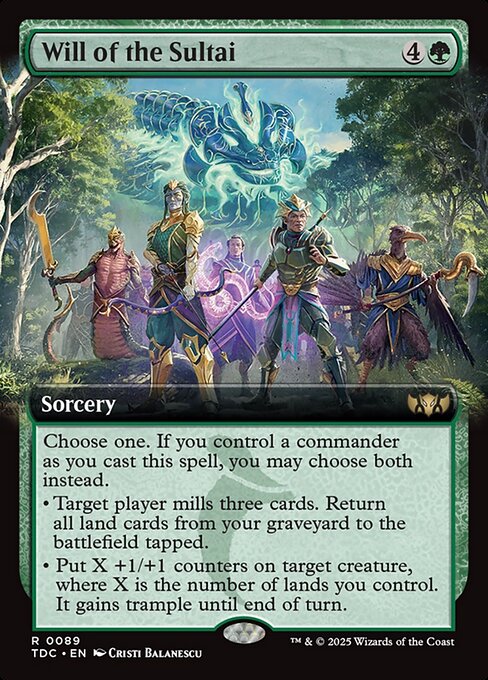 Will of the Sultai 4
Sorcery
Choose one. If you control a commander
as you cast this spell, you may choose both
instead.
• Target player mills three cards. Return
all land cards from your graveyard to the
battlefield tapped.
• Put X +1/+1 counters on target creature,
where X is the number of lands you control.
It gains trample until end of turn.
R 0089
TDC • EN Cristi Balanescu
™ & © 2025 Wizards of the Coast